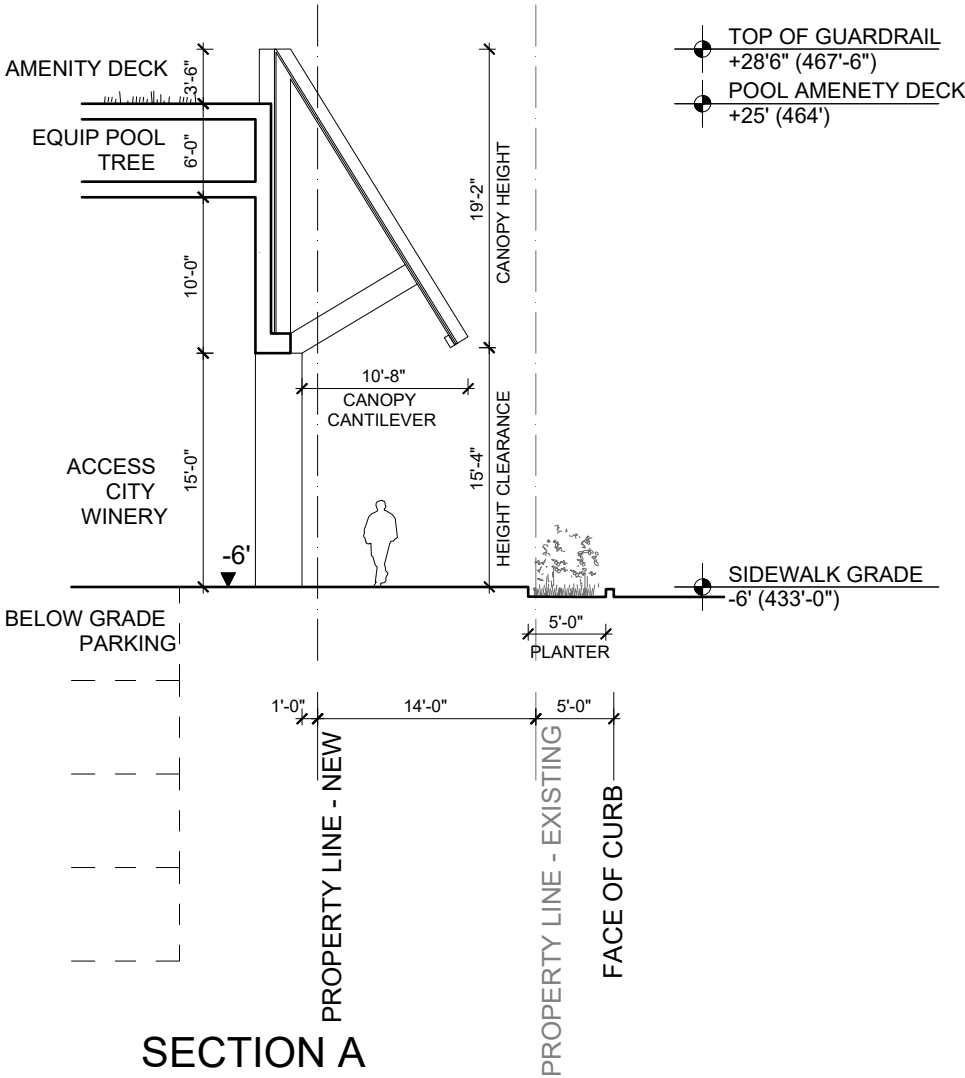 TOP OF GUARDRAIL
+28'6" (467'-6")
POOL AMENETY DECK
+25' (464')
AMENITY DECK
3'-6"
EQUIP POOL
TREE
6'-0"
19'-2"
CANOPY HEIGHT
10'-0"
10'-8"
CANOPY
CANTILEVER
15'-4"
HEIGHT CLEARANCE
ACCESS
CITY
WINERY
15'-0"
-6'
SIDEWALK GRADE
-6' (433'-0")
BELOW GRADE
PARKING
5'-0"
PLANTER
1'-0"
14'-0"
5'-0"
PROPERTY LINE - NEW
PROPERTY LINE - EXISTING
FACE OF CURB
SECTION A